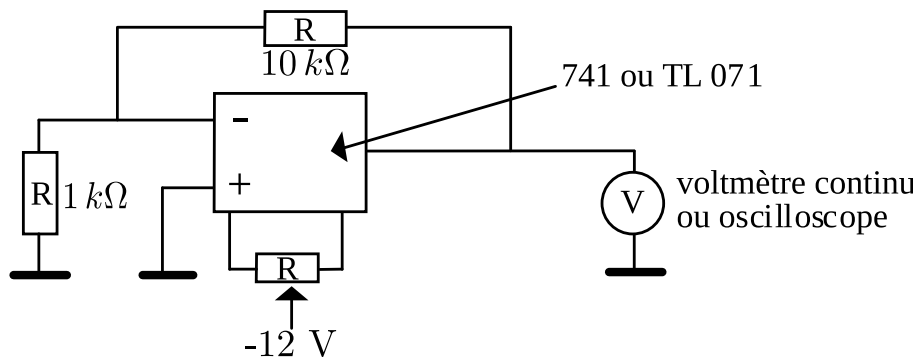 R
10 kΩ
741 ou TL 071
-
R 1 kΩ
+
V
voltmètre continu
ou oscilloscope
R
-12 V